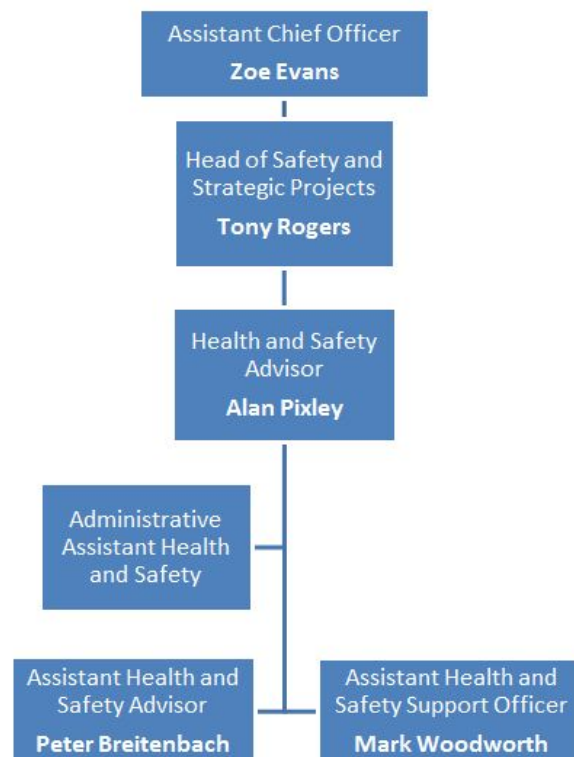 Assistant Chief Officer
Zoe Evans
Head of Safety and
Strategic Projects
Tony Rogers
Health and Safety
Advisor
Alan Pixley
Administrative
Assistant Health
and Safety
Assistant Health and
Safety Advisor
Peter Breitenbach
Assistant Health and
Safety Support Officer
Mark Woodworth